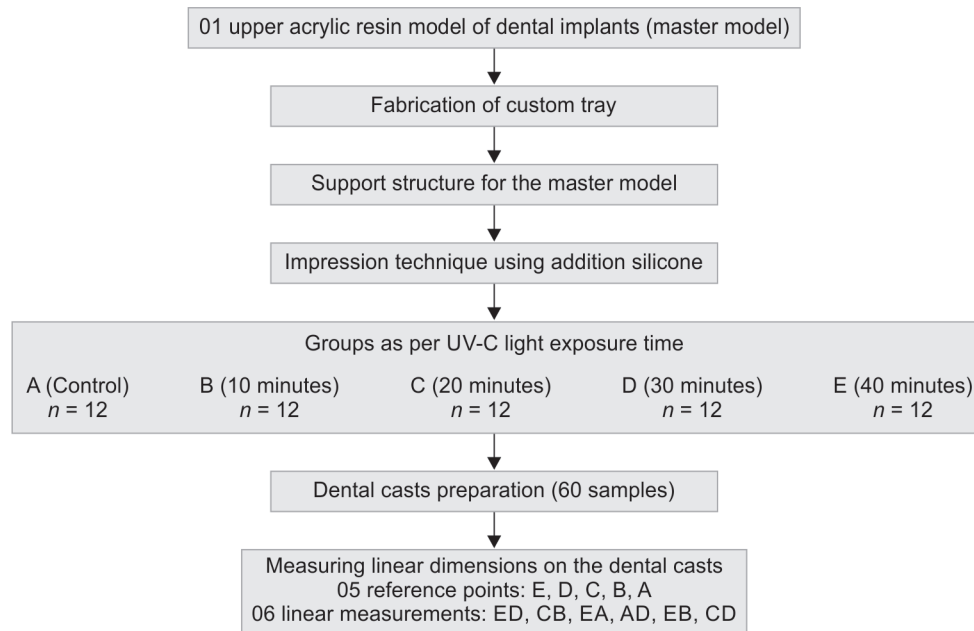 01 upper acrylic resin model of dental implants (master model)
Fabrication of custom tray
Support structure for the master model
Impression technique using addition silicone
Groups as per UV-C light exposure time
A (Control) B (10 minutes) C (20 minutes) D (30 minutes) E (40 minutes)
n = 12 n = 12 n = 12 n = 12 n = 12
Dental casts preparation (60 samples)
Measuring linear dimensions on the dental casts
05 reference points: E, D, C, B, A
06 linear measurements: ED, CB, EA, AD, EB, CD